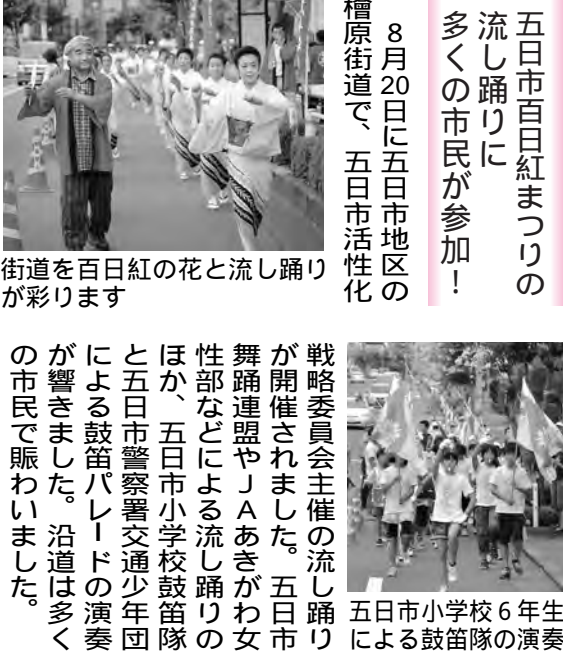 五日市百日紅まつりの
流し踊りに
多くの市民が参加！
８月20日に五日市地区の
檜原街道で、五日市活性化
戦略委員会主催の流し踊り
が開催されました。五日市
舞踊連盟やＪＡあきがわ女
性部などによる流し踊りの
ほか、五日市小学校鼓笛隊
と五日市警察署交通少年団
による鼓笛パレードの演奏
が響きました。沿道は多く
の市民で賑わいました。
街道を百日紅の花と流し踊り
が彩ります
五日市小学校６年生
による鼓笛隊の演奏